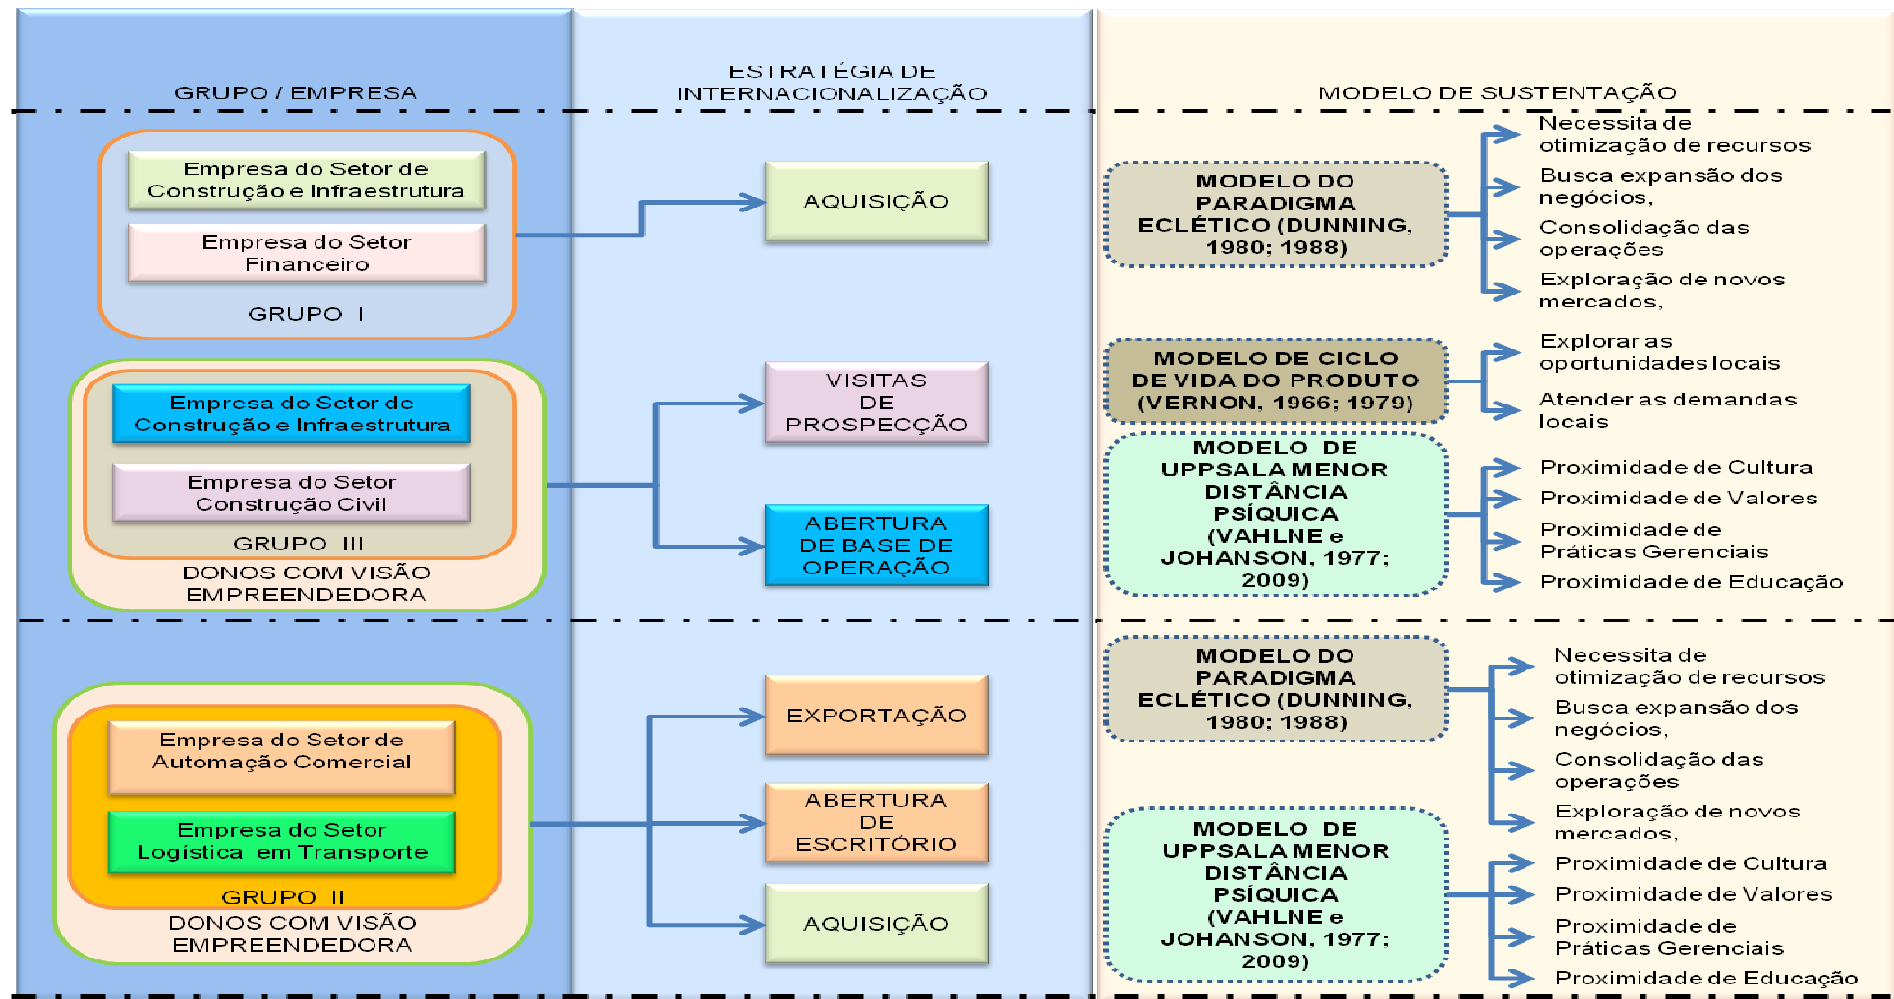 GRUPO / EMPRESA
ESTRATÉGIA DE
INTERNACIONALIZAÇÃO
MODELO DE SUSTENTAÇÃO
Empresa do Setor de
Construção e Infraestrutura
Empresa do Setor
Financeiro
GRUPO I
AQUISIÇÃO
MODELO DO
PARADIGMA
ECLÉTICO (DUNNING,
1980; 1988)
Necessita de
otimização de recursos
Busca expansão dos
negócios,
Consolidação das
operações
Exploração de novos
mercados,
Empresa do Setor de
Construção e Infraestrutura
Empresa do Setor
Construção Civil
GRUPO III
DONOS COM VISÃO
EMPREENDEDORA
VISITAS
DE
PROSPECÇÃO
ABERTURA
DE BASE DE
OPERAÇÃO
MODELO DE CICLO
DE VIDA DO PRODUTO
(VERNON, 1966; 1979)
Explorar as
oportunidades locais
Atender as demandas
locais
MODELO DE
UPPSALA MENOR
DISTÂNCIA
PSÍQUICA
(VAHLNE e
JOHANSON, 1977;
2009)
Proximidade de Cultura
Proximidade de Valores
Proximidade de
Práticas Gerenciais
Proximidade de Educação
Empresa do Setor de
Automação Comercial
Empresa do Setor
Logística em Transporte
GRUPO II
DONOS COM VISÃO
EMPREENDEDORA
EXPORTAÇÃO
ABERTURA
DE
ESCRITÓRIO
AQUISIÇÃO
MODELO DO
PARADIGMA
ECLÉTICO (DUNNING,
1980; 1988)
Necessita de
otimização de recursos
Busca expansão dos
negócios,
Consolidação das
operações
Exploração de novos
mercados,
MODELO DE
UPPSALA MENOR
DISTÂNCIA
PSÍQUICA
(VAHLNE e
JOHANSON, 1977;
2009)
Proximidade de Cultura
Proximidade de Valores
Proximidade de
Práticas Gerenciais
Proximidade de Educação